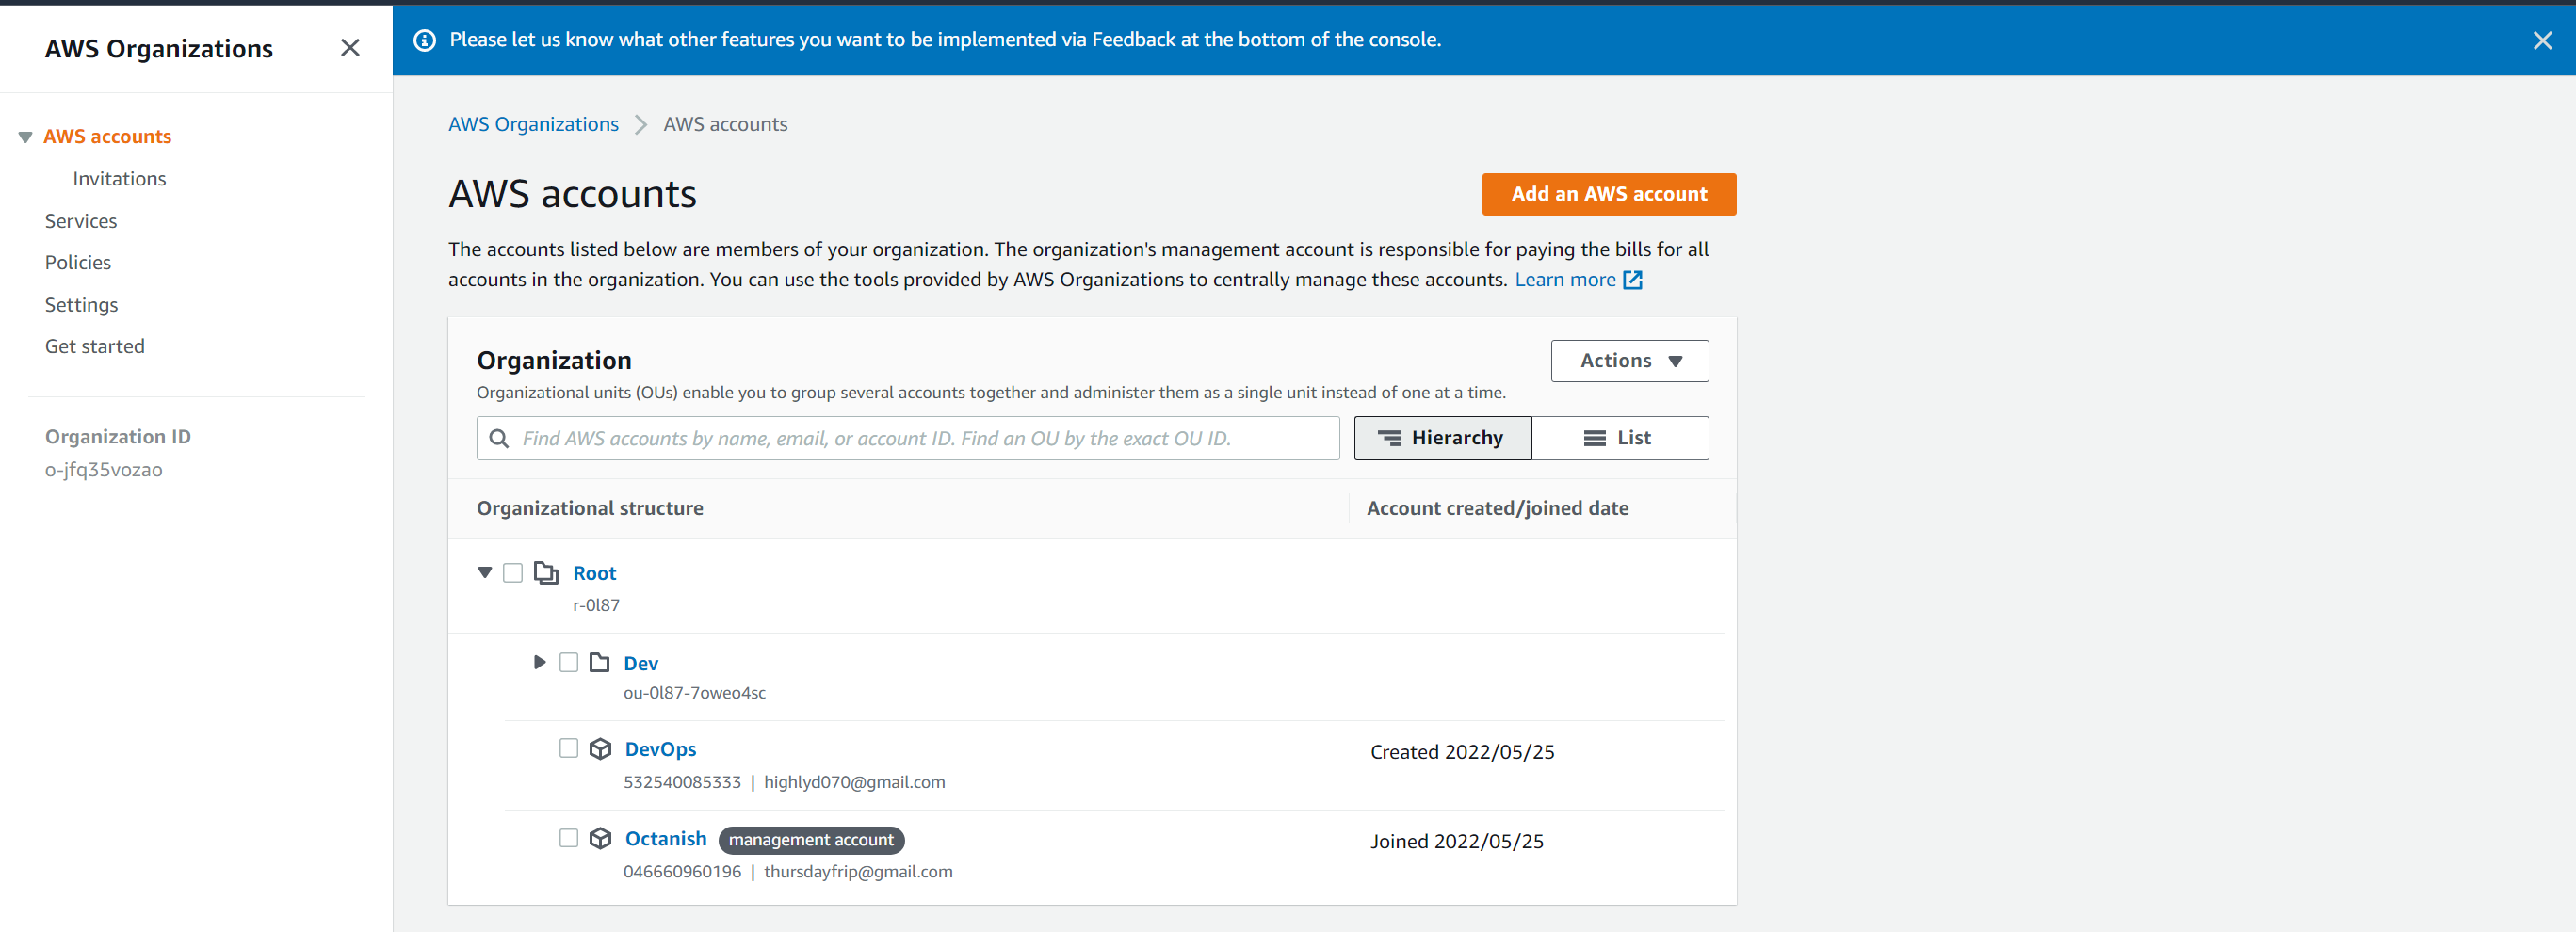 AWS Organizations
AWS accounts
Invitations
Services
Policies
Settings
Get started
Organization ID
o-jfq35vozao
Please let us know what other features you want to be implemented via Feedback at the bottom of the console.
AWS Organizations AWS accounts
AWS accounts
Add an AWS account
The accounts listed below are members of your organization. The organization's management account is responsible for paying the bills for all
accounts in the organization. You can use the tools provided by AWS Organizations to centrally manage these accounts. Learn more
Organization
Actions
Organizational units (OUs) enable you to group several accounts together and administer them as a single unit instead of one at a time.
Find AWS accounts by name, email, or account ID. Find an OU by the exact OU ID.
Hierarchy
List
Organizational structure
Account created/joined date
Root
r-0l87
Dev
ou-0l87-7oweo4sc
DevOps
Created 2022/05/25
532540085333 | highlyd070@gmail.com
Octanish management account
Joined 2022/05/25
046660960196 | thursdayfrip@gmail.com